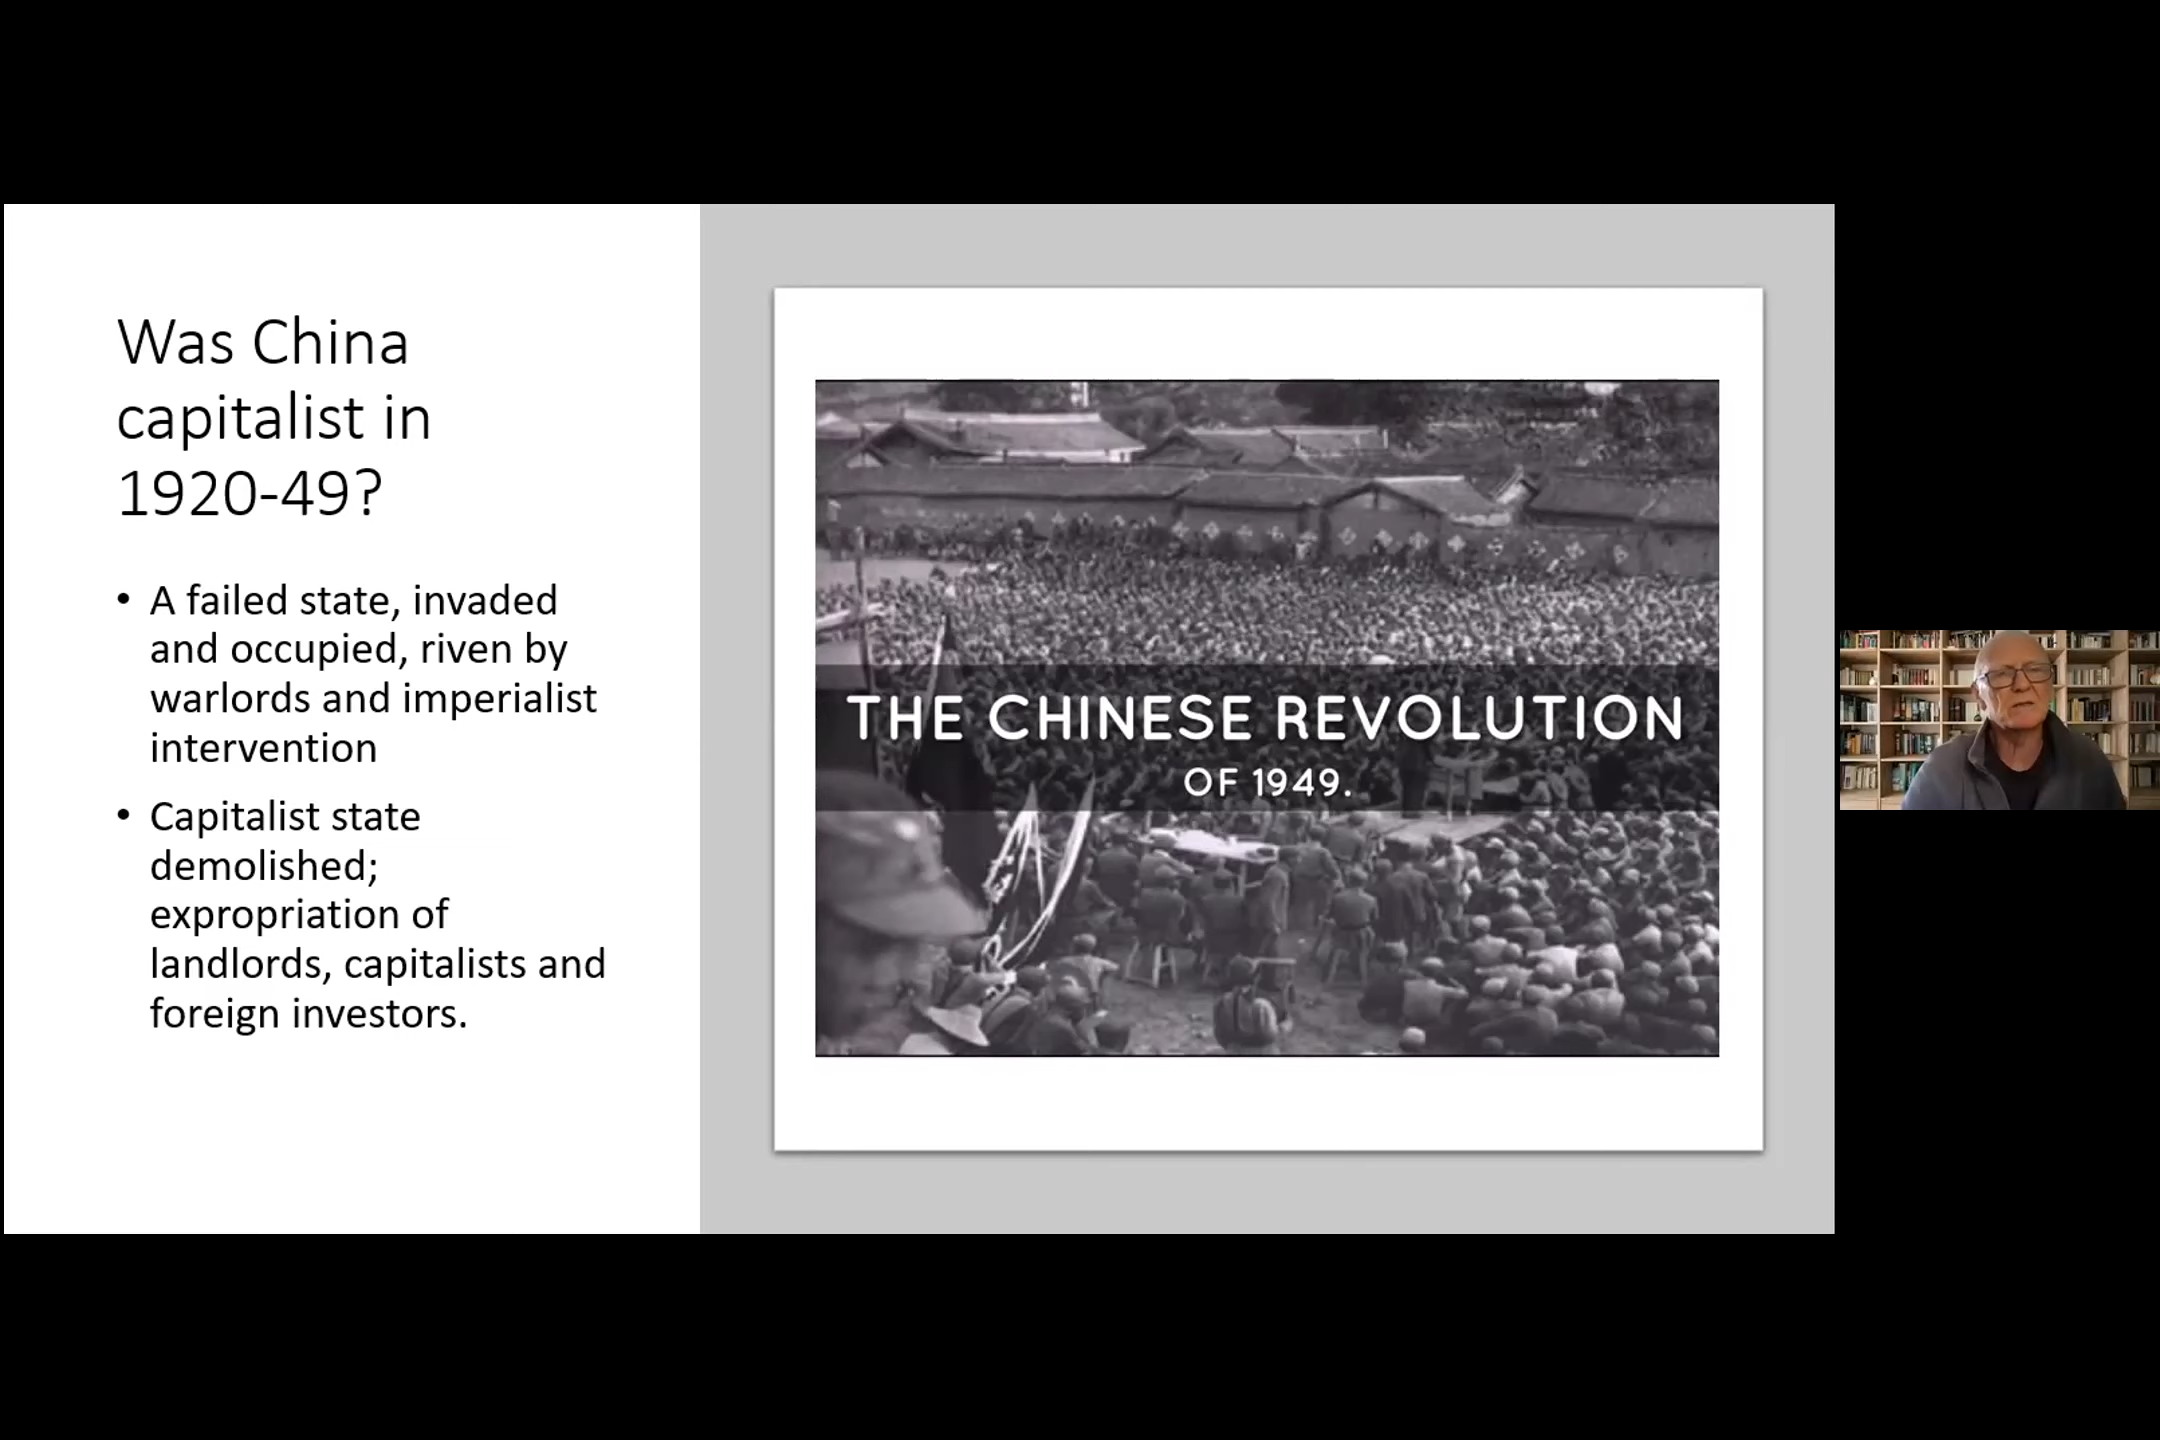 Was China
capitalist in
1920-49?
• A failed state, invaded
and occupied, riven by
warlords and imperialist
intervention
• Capitalist state
demolished;
expropriation of
landlords, capitalists and
foreign investors.
THE CHINESE REVOLUTION
OF 1949.